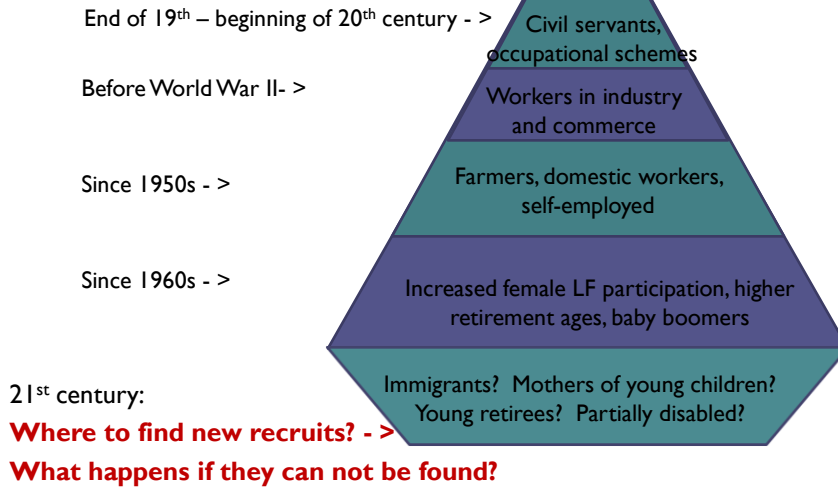 End of 19th – beginning of 20th century - >
Civil servants,
occupational schemes
Before World War II- >
Workers in industry
and commerce
Since 1950s - >
Farmers, domestic workers,
self-employed
Since 1960s - >
Increased female LF participation, higher
retirement ages, baby boomers
21st century:
Where to find new recruits? - >
What happens if they can not be found?
Immigrants? Mothers of young children?
Young retirees? Partially disabled?